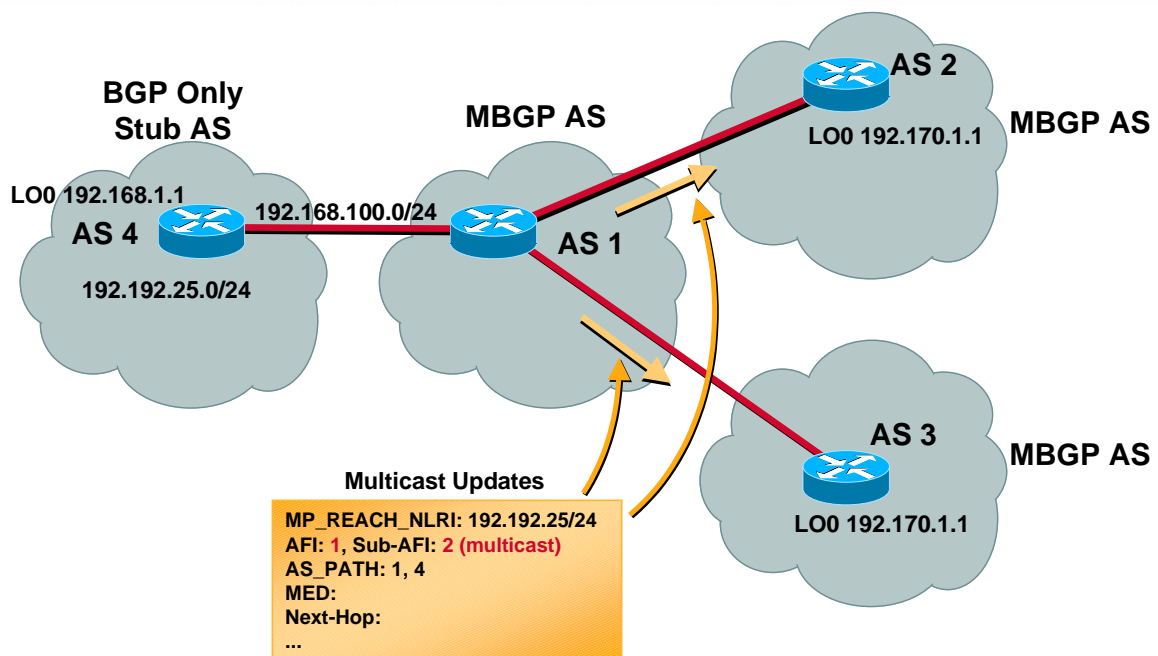 BGP Only
Stub AS
LO0 192.168.1.1
AS 4
192.192.25.0/24
192.168.100.0/24
MBGP AS
AS 1
AS 2
LO0 192.170.1.1
MBGP AS
AS 3
LO0 192.170.1.1
MBGP AS
Multicast Updates
MP_REACH_NLRI: 192.192.25/24
AFI: 1, Sub-AFI: 2 (multicast)
AS_PATH: 1, 4
MED:
Next-Hop:
...